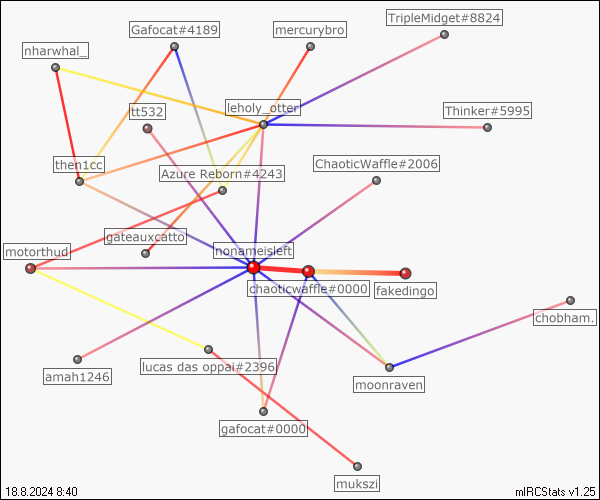 TripleMidget#8824
Gafocat#4189
mercurybro
nharwhal_
leholy_otter
tt532
Thinker#5995
then1cc
ChaoticWaffle#2006
Azure Reborn#4243
gateauxcatto
motorthud
nonameisleft
chaoticwaffle#0000
fakedingo
chobham.
lucas das oppai#2396
amah1246
moonraven
gafocat#0000
mukszi
18.8.2024 8:40
mIRCStats v1.25